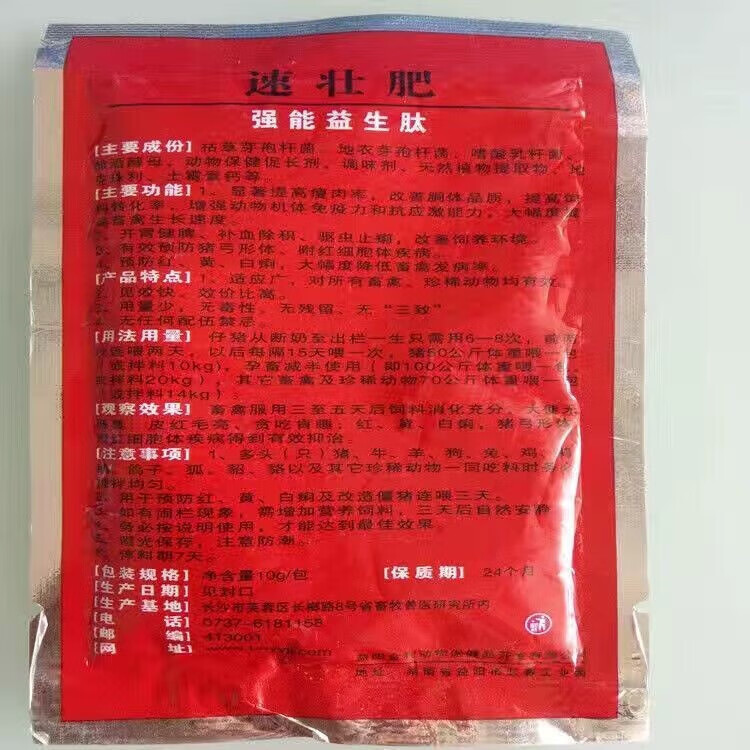 速壮肥
强能益生肽
[主要成份] 枯草芽孢杆菌、地衣芽孢杆菌、嗜酸乳杆菌、
酿酒酵母、动物保健促长剂、调味剂、天然植物提取物、
土霉素钙等。
[主要功能] 1、显著提高瘦肉率，改善胴体品质，提高饲
料转化率，增强动物机体免疫力和抗应激能力，大幅度提
高畜禽生长速度。
、开胃健脾、补血除积、驱虫止痢，改善饲养环境。
、有效预防猪弓形体、附红细胞体疾病。
、预防红、黄、白痢，大幅度降低畜禽发病率。
[产品特点] 1、适应广，对所有畜禽、珍稀动物均有效。
、见效快、效价比高。
、用量少，无毒性、无残留、无“三致”
、无任何配伍禁忌。
[用法用量] 仔猪从断奶至出栏一生只需用6-8次，
连喂两天，以后每隔15天喂一次，猪50公斤体重喂一包
(或拌料10kg)，孕畜减半使用(即100公斤体重喂一包，
或拌料20kg)，其它畜禽及珍稀动物70公斤体重喂一包
(或拌料14kg)
[观察效果] 畜禽服用三至五天后饲料消化充分，
皮红毛亮、贪吃肯睡；红、黄、白痢，猪弓形体
红细胞体疾病得到有效抑治。
[注意事项] 1、多头(只)猪、牛、羊、狗、兔、鸡、
鸽子、狐、貂、貉以及其它珍稀动物一同吃料时
拌均匀。
、用于预防红、黄、白痢及改造僵猪连喂三天。
、如有闹栏现象，需增加营养饲料，三天后自然安静
、务必按说明使用，才能达到最佳效果。
、避光保存，注意防潮。
、休料期7天。
[包装规格] 净含量10g/包 [保质期] 24个月
[生产日期] 见封口
[生产基地] 长沙市芙蓉区长榔路8号省畜牧兽医研究所内
[电话] 0737-6181158
[邮编] 413001
[网址]